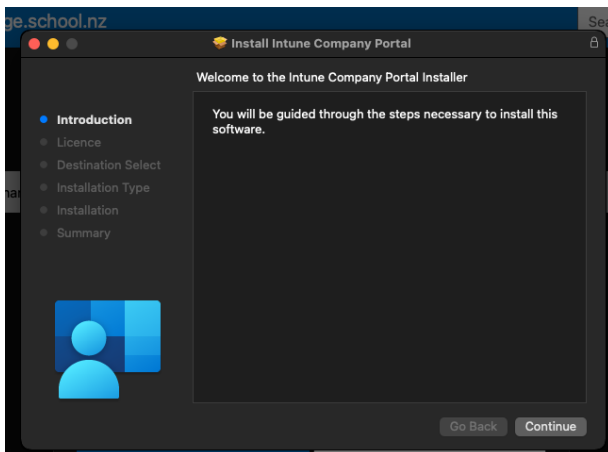 ge.school.nz
Sea
Install Intune Company Portal
Welcome to the Intune Company Portal Installer
Introduction
Licence
Destination Select
Installation Type
Installation
Summary
You will be guided through the steps necessary to install this
software.
Go Back
Continue